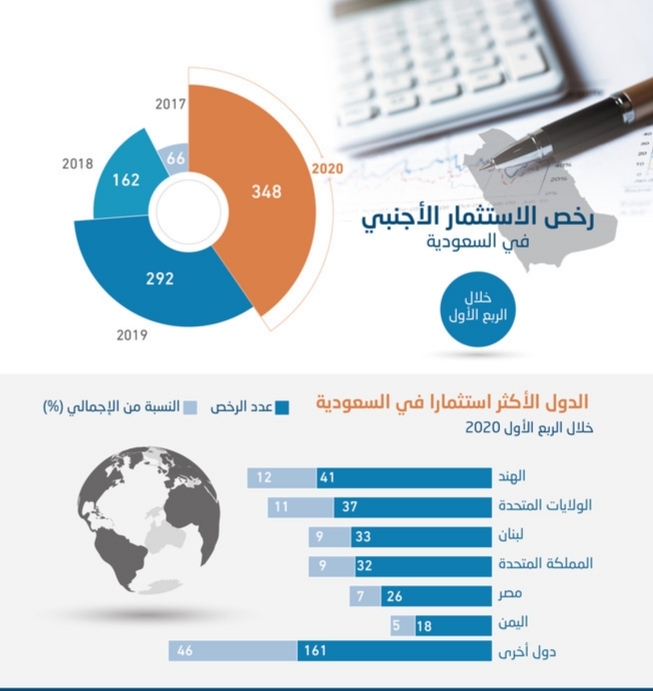 2017
2018
66
2020
162
348
292
2019
رخص الاستثمار الأجنبي
في السعودية
خلال
الربع الأول
الدول الأكثر استثمارا في السعودية
عدد الرخص
النسبة من الإجمالي (%)
خلال الربع الأول 2020
الهند 41 12
الولايات المتحدة 37 11
لبنان 33 9
المملكة المتحدة 32 9
مصر 26 7
اليمن 18 5
دول أخرى 161 46